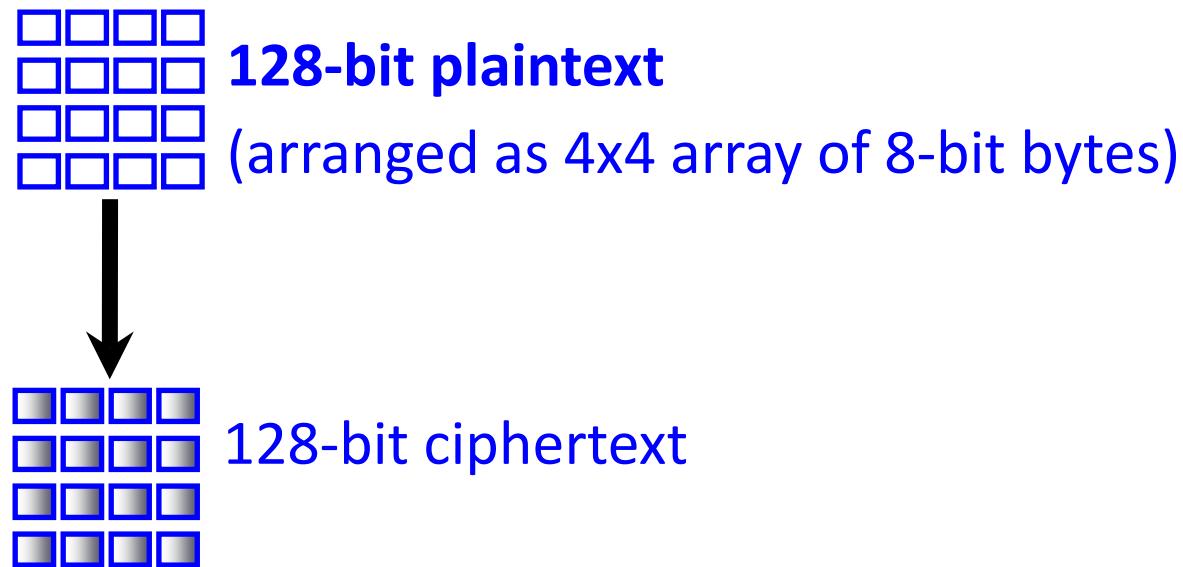 128-bit plaintext
(arranged as 4x4 array of 8-bit bytes)
128-bit ciphertext